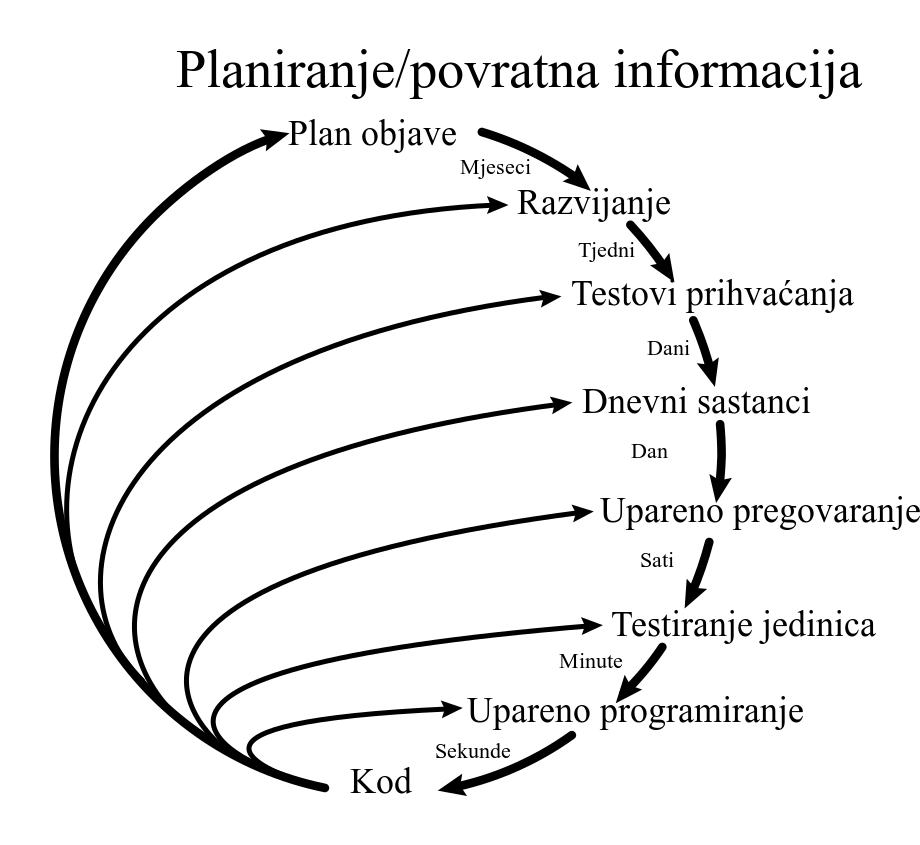 Planiranje/povratna informacija
Plan objave
Mjeseci
Razvijanje
Tjedni
Testovi prihvaćanja
Dani
Dnevni sastanci
Dan
Upareno pregovaranje
Sati
Testiranje jedinica
Minute
Upareno programiranje
Sekunde
Kod